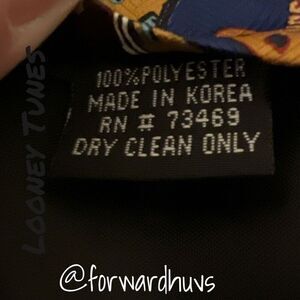 100% POLYESTER
MADE IN KOREA
RN # 73469
DRY CLEAN ONLY
LOONEY TUNES
@forwardhuvs